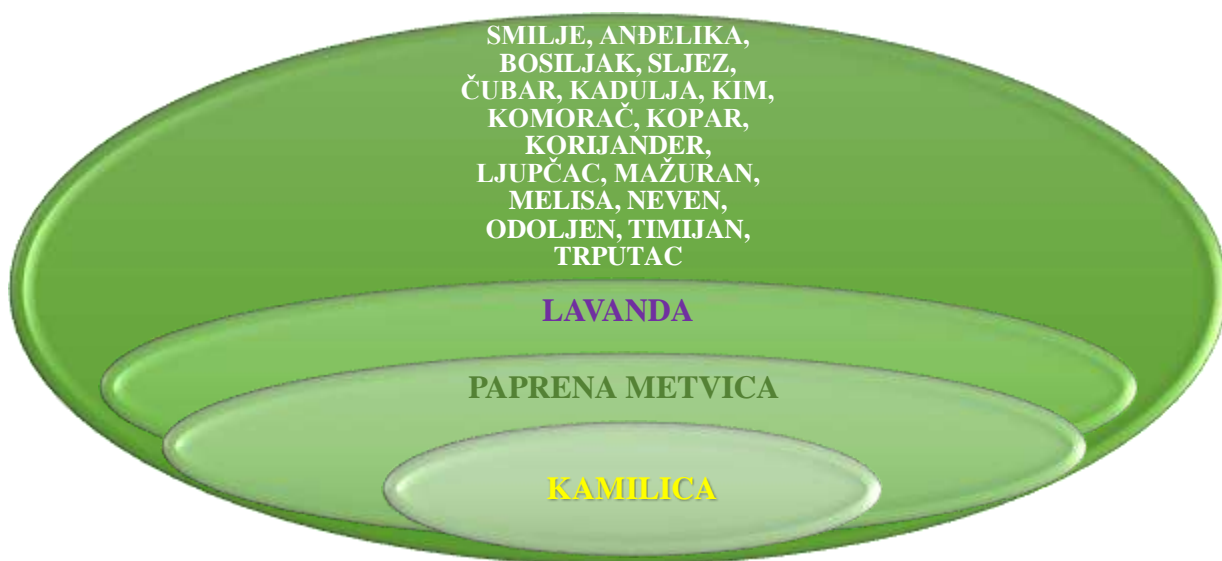 SMILJE, ANĐELIKA,
BOSILJAK, SLJEZ,
ČUBAR, KADULJA, KIM,
KOMORAČ, KOPAR,
KORIJANDER,
LJUPČAC, MAŽURAN,
MELISA, NEVEN,
ODOLJEN, TIMIJAN,
TRPUTAC
LAVANDA
PAPRENA METVICA
KAMILICA